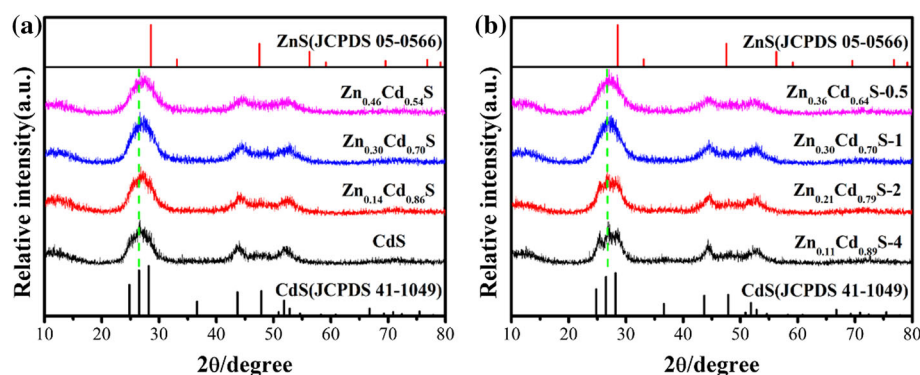 (a)
ZnS(JCPDS 05-0566)
Zn0.46Cd0.54S
Zn0.30Cd0.70S
Zn0.14Cd0.86S
CdS
CdS(JCPDS 41-1049)
Relative intensity(a.u.)
10 20 30 40 50 60 70 80
2θ/degree
(b)
ZnS(JCPDS 05-0566)
Zn0.36Cd0.64S-0.5
Zn0.30Cd0.70S-1
Zn0.21Cd0.79S-2
Zn0.11Cd0.89S-4
CdS(JCPDS 41-1049)
Relative intensity(a.u.)
10 20 30 40 50 60 70 80
2θ/degree